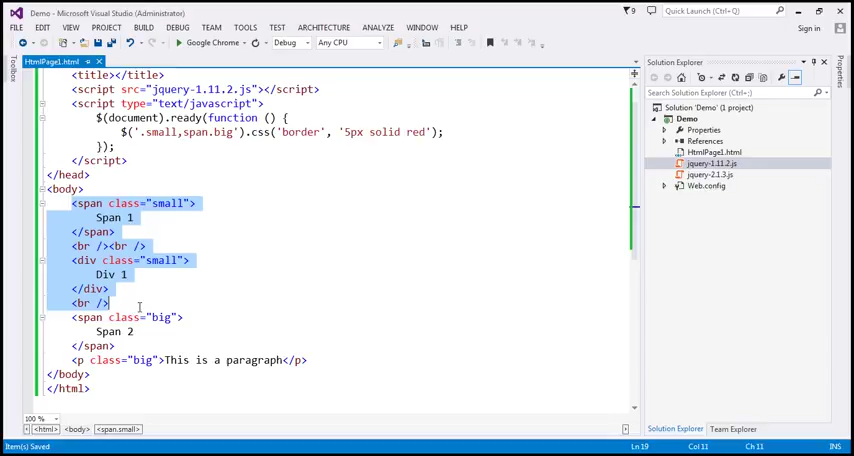 Demo - Microsoft Visual Studio (Administrator)
9
Quick Launch (Ctrl+Q)
FILE EDIT VIEW PROJECT BUILD DEBUG TEAM TOOLS TEST ARCHITECTURE ANALYZE WINDOW HELP
Sign in
Google Chrome Debug Any CPU
Toolbox
HtmlPage1.html
<title></title>
<script src="jquery-1.11.2.js"></script>
<script type="text/javascript">
$(document).ready(function () {
$('.small,span.big').css('border', '5px solid red');
});
</script>
</head>
<body>
<span class="small">
Span 1
</span>
<br /><br />
<div class="small">
Div 1
</div>
<br />
<span class="big">
Span 2
</span>
<p class="big">This is a paragraph</p>
</body>
</html>
100 %
<html> <body> <span.small>
Solution Explorer
Search Solution Explorer (Ctrl+;)
Solution 'Demo' (1 project)
Demo
Properties
References
HtmlPage1.html
jquery-1.11.2.js
jquery-2.1.3.js
Web.config
Solution Explorer Team Explorer
Properties
Item(s) Saved Ln 19 Col 11 Ch 11 INS